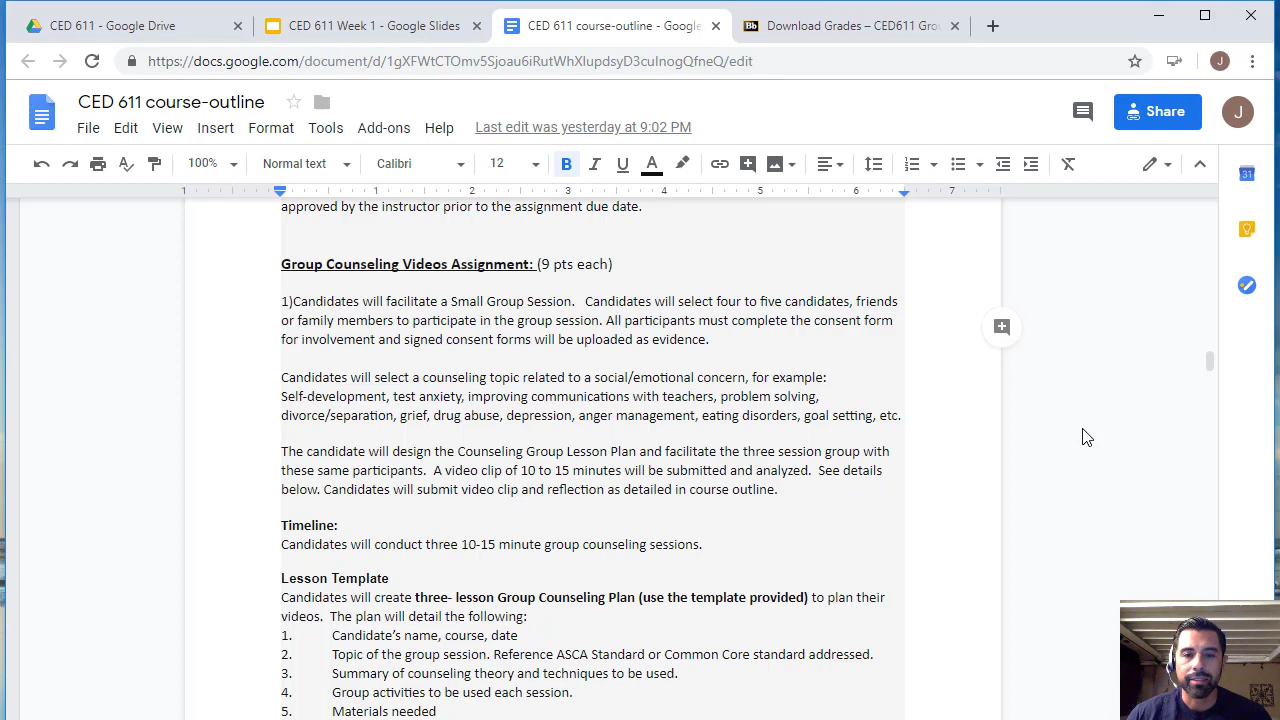 CED 611 - Google Drive
CED 611 Week 1 - Google Slides
CED 611 course-outline - Google
Bb Download Grades – CED611 Gro
https://docs.google.com/document/d/
/edit
J
CED 611 course-outline
Share
J
File Edit View Insert Format Tools Add-ons Help Last edit was yesterday at 9:02 PM
100% Normal text Calibri 12 B I U A
31
1 1 2 3 4 5 6 7
approved by the instructor prior to the assignment due date.
Group Counseling Videos Assignment: (9 pts each)
1)Candidates will facilitate a Small Group Session. Candidates will select four to five candidates, friends
or family members to participate in the group session. All participants must complete the consent form
for involvement and signed consent forms will be uploaded as evidence.
Candidates will select a counseling topic related to a social/emotional concern, for example:
Self-development, test anxiety, improving communications with teachers, problem solving,
divorce/separation, grief, drug abuse, depression, anger management, eating disorders, goal setting, etc.
The candidate will design the Counseling Group Lesson Plan and facilitate the three session group with
these same participants. A video clip of 10 to 15 minutes will be submitted and analyzed. See details
below. Candidates will submit video clip and reflection as detailed in course outline.
Timeline:
Candidates will conduct three 10-15 minute group counseling sessions.
Lesson Template
Candidates will create three- lesson Group Counseling Plan (use the template provided) to plan their
videos. The plan will detail the following:
1. Candidate's name, course, date
2. Topic of the group session. Reference ASCA Standard or Common Core standard addressed.
3. Summary of counseling theory and techniques to be used.
4. Group activities to be used each session.
5. Materials needed